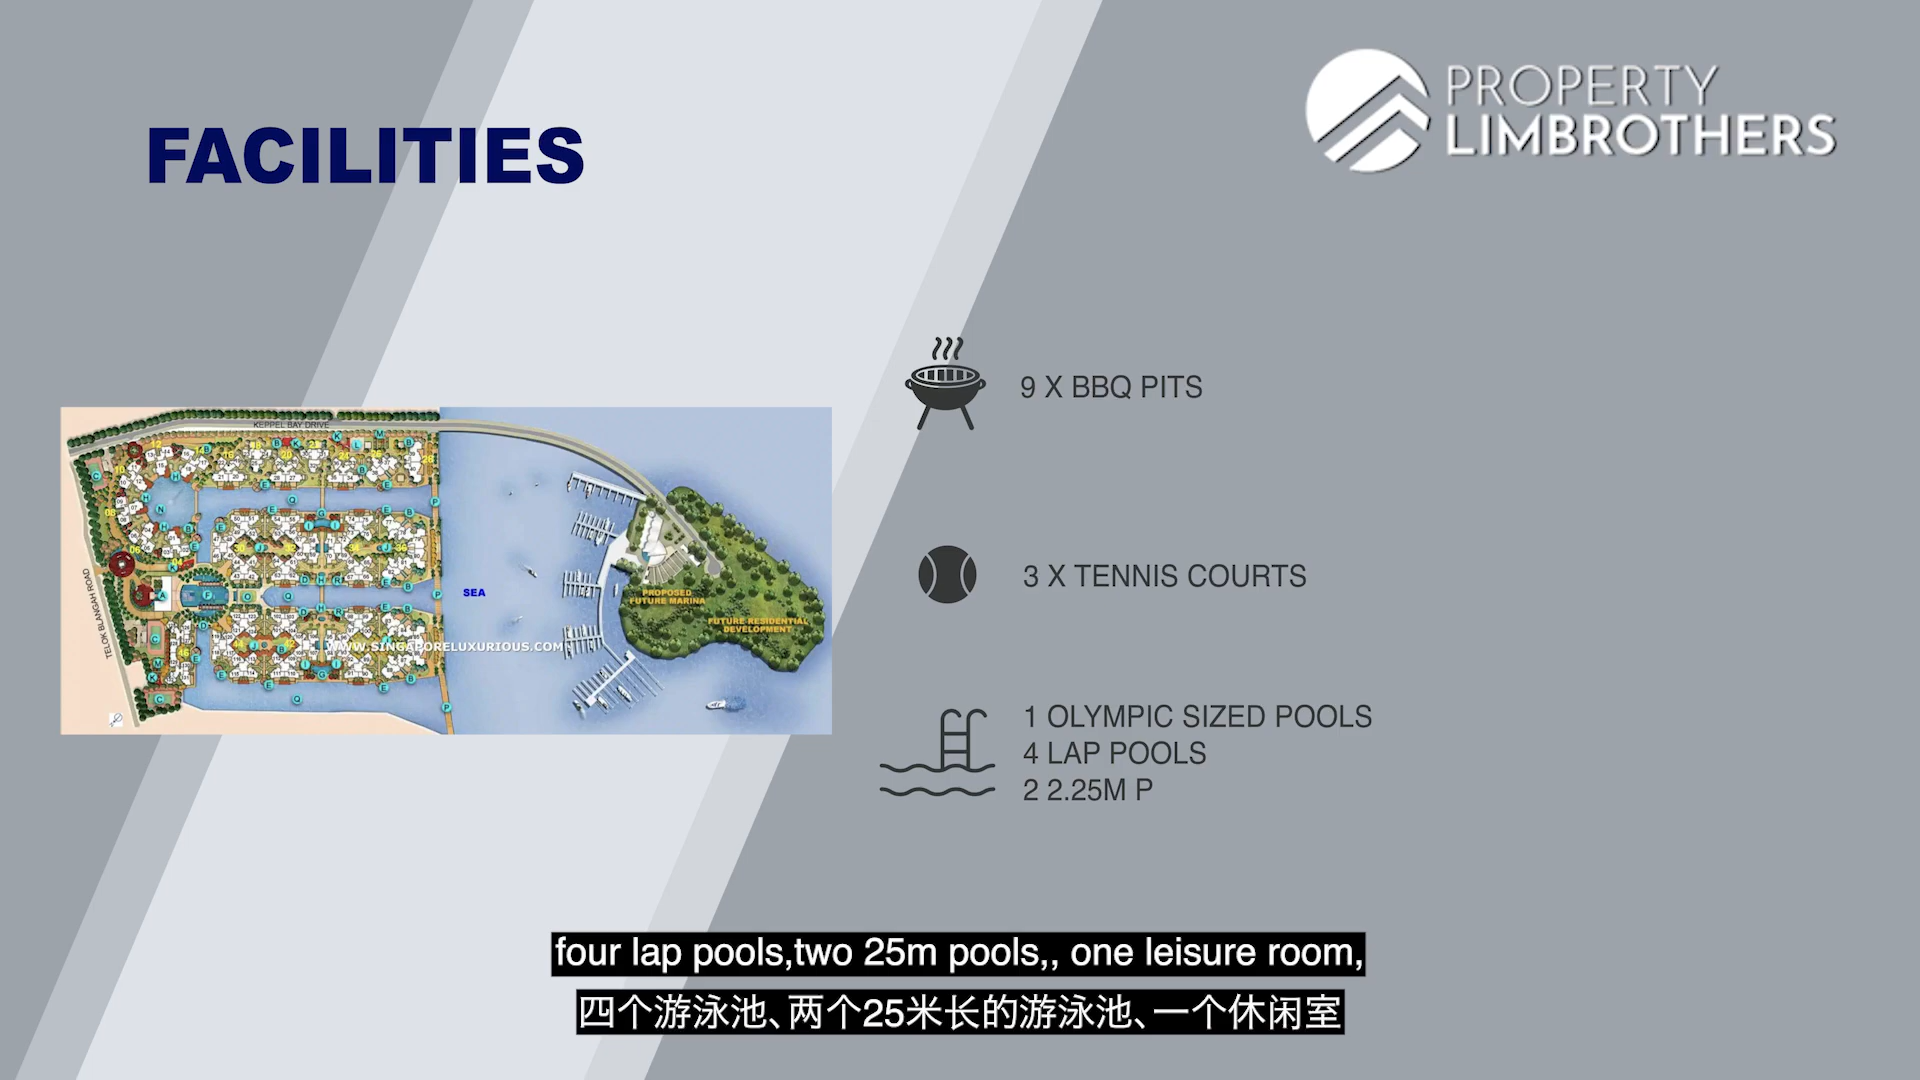 FACILITIES
PROPERTY
LIMBROTHERS
9 X BBQ PITS
3 X TENNIS COURTS
1 OLYMPIC SIZED POOLS
4 LAP POOLS
2 2.25M P
KEPPEL BAY DRIVE
TELOK BLANGAH ROAD
SEA
PROPOSED
FUTURE MARINA
FUTURE RESIDENTIAL
DEVELOPMENT
WWW.SINGAPORELUXURIOUS.COM
four lap pools,two 25m pools,, one leisure room,
四个游泳池、两个25米长的游泳池、一个休闲室